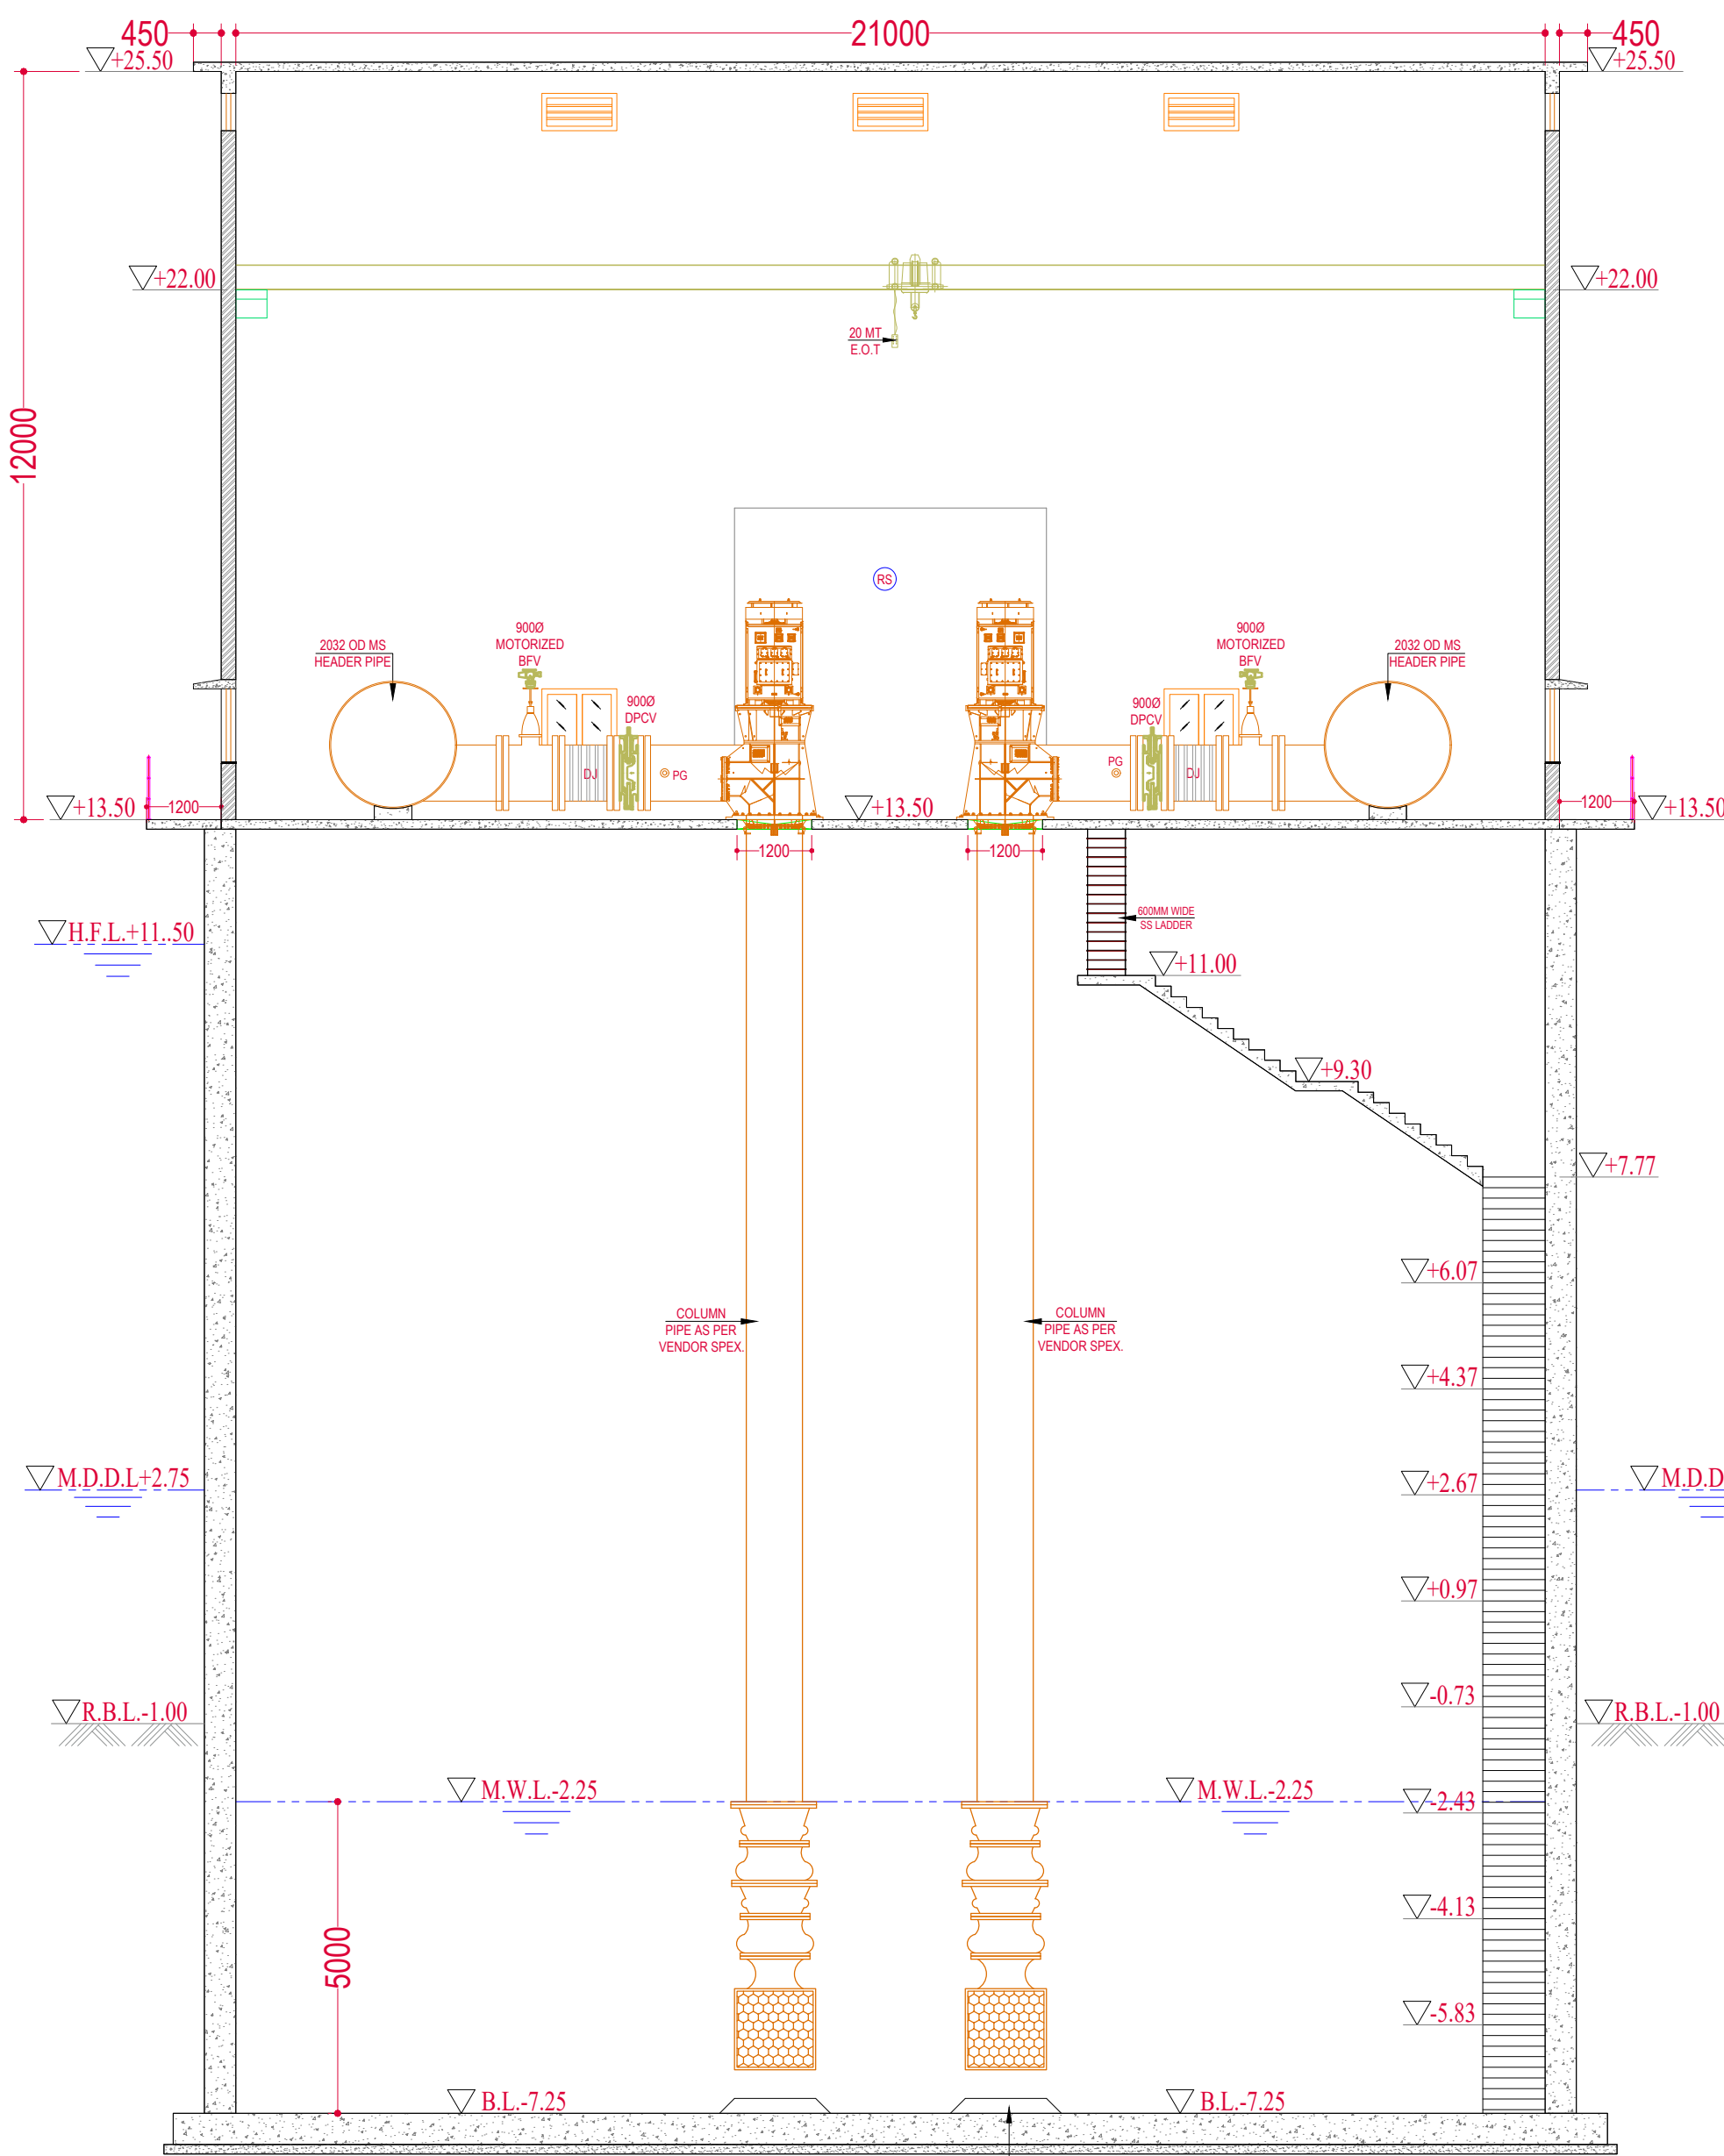 450
21000
450
+25.50
+25.50
12000
+22.00
+22.00
20 MT
E.O.T
RS
2032 OD MS
HEADER PIPE
900Ø
MOTORIZED
BFV
900Ø
DPCV
900Ø
MOTORIZED
BFV
900Ø
DPCV
2032 OD MS
HEADER PIPE
DJ
PG
PG
DJ
+13.50
1200
+13.50
1200
+13.50
1200
1200
600MM WIDE
SS LADDER
H.F.L.+11..50
+11.00
+9.30
+7.77
+6.07
COLUMN
PIPE AS PER
VENDOR SPEX.
COLUMN
PIPE AS PER
VENDOR SPEX.
+4.37
M.D.D.L+2.75
+2.67
M.D.D
+0.97
R.B.L.-1.00
-0.73
R.B.L.-1.00
M.W.L.-2.25
M.W.L.-2.25
-2.43
-4.13
5000
-5.83
B.L.-7.25
B.L.-7.25